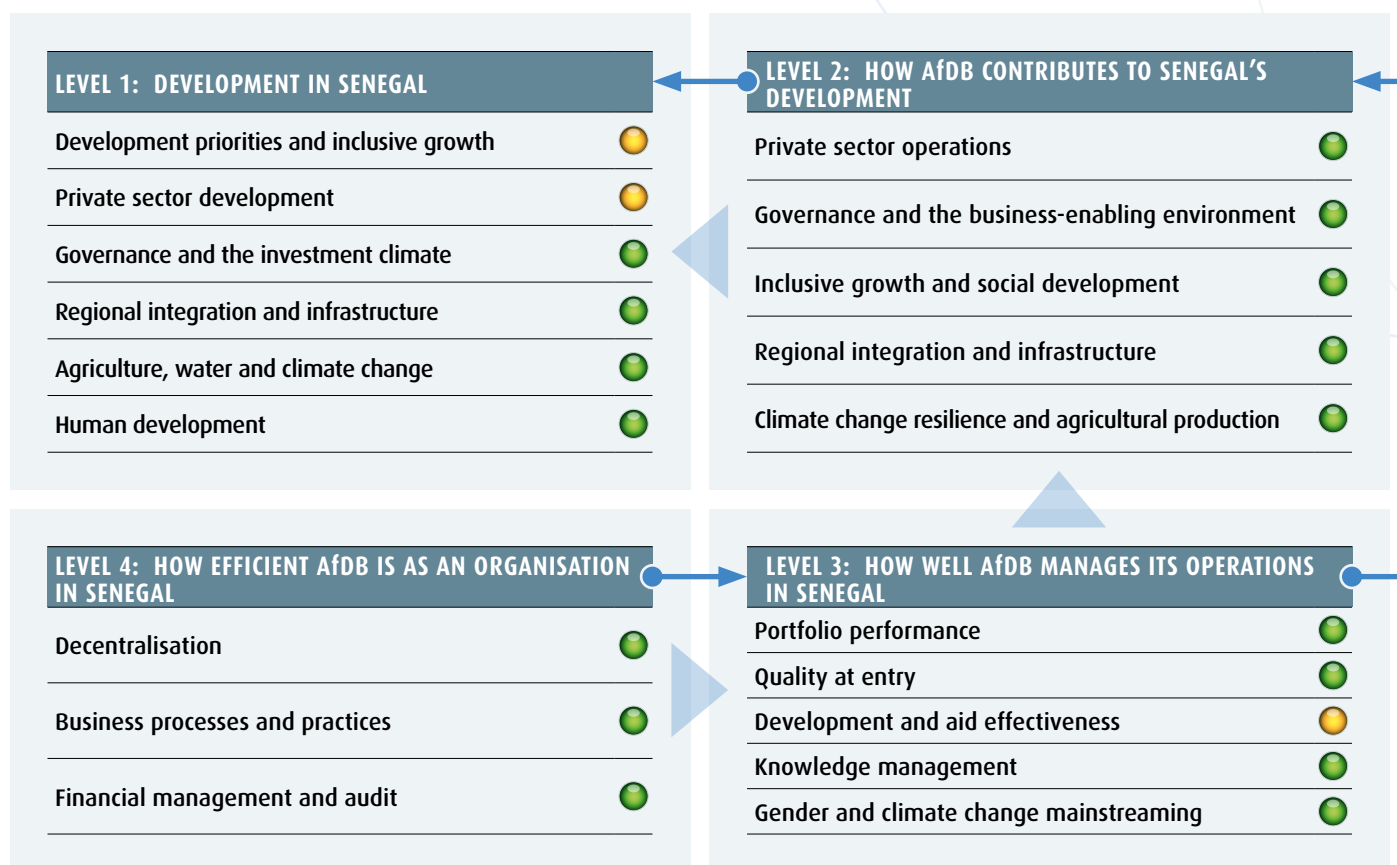 LEVEL 1: DEVELOPMENT IN SENEGAL
Development priorities and inclusive growth
Private sector development
Governance and the investment climate
Regional integration and infrastructure
Agriculture, water and climate change
Human development
LEVEL 2: HOW AfDB CONTRIBUTES TO SENEGAL'S
DEVELOPMENT
Private sector operations
Governance and the business-enabling environment
Inclusive growth and social development
Regional integration and infrastructure
Climate change resilience and agricultural production
LEVEL 4: HOW EFFICIENT AfDB IS AS AN ORGANISATION
IN SENEGAL
Decentralisation
Business processes and practices
Financial management and audit
LEVEL 3: HOW WELL AfDB MANAGES ITS OPERATIONS
IN SENEGAL
Portfolio performance
Quality at entry
Development and aid effectiveness
Knowledge management
Gender and climate change mainstreaming